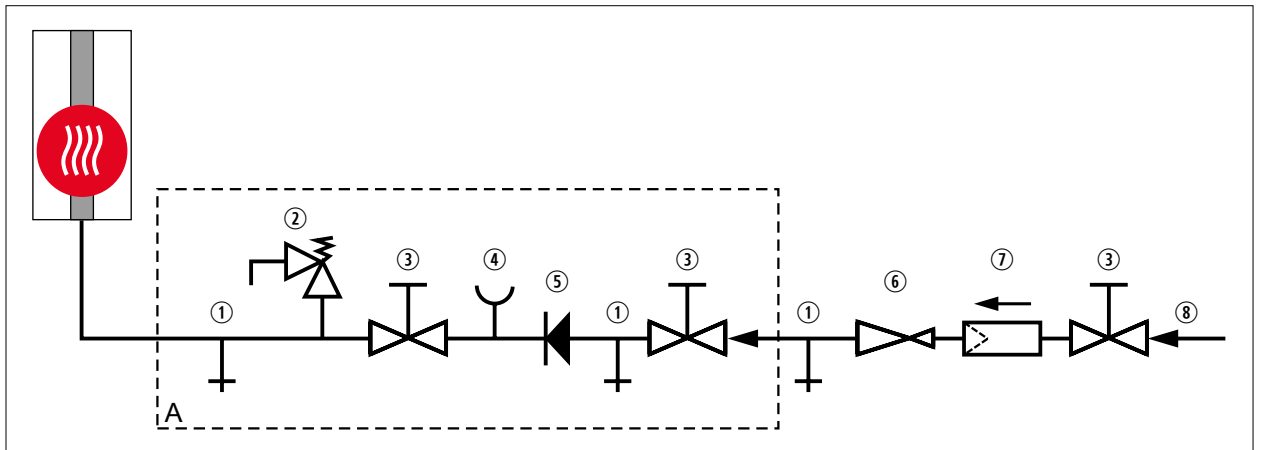 ②
③ ④ ③ ⑦ ③
⑤ ⑥
① ① ① ⑧
A